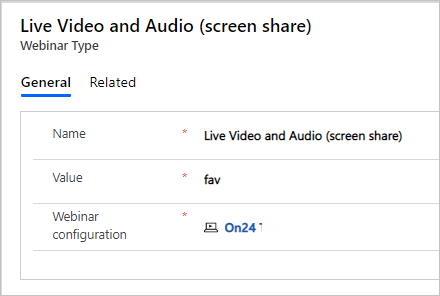 Live Video and Audio (screen share)
Webinar Type
General Related
Name * Live Video and Audio (screen share)
Value * fav
Webinar configuration * On24